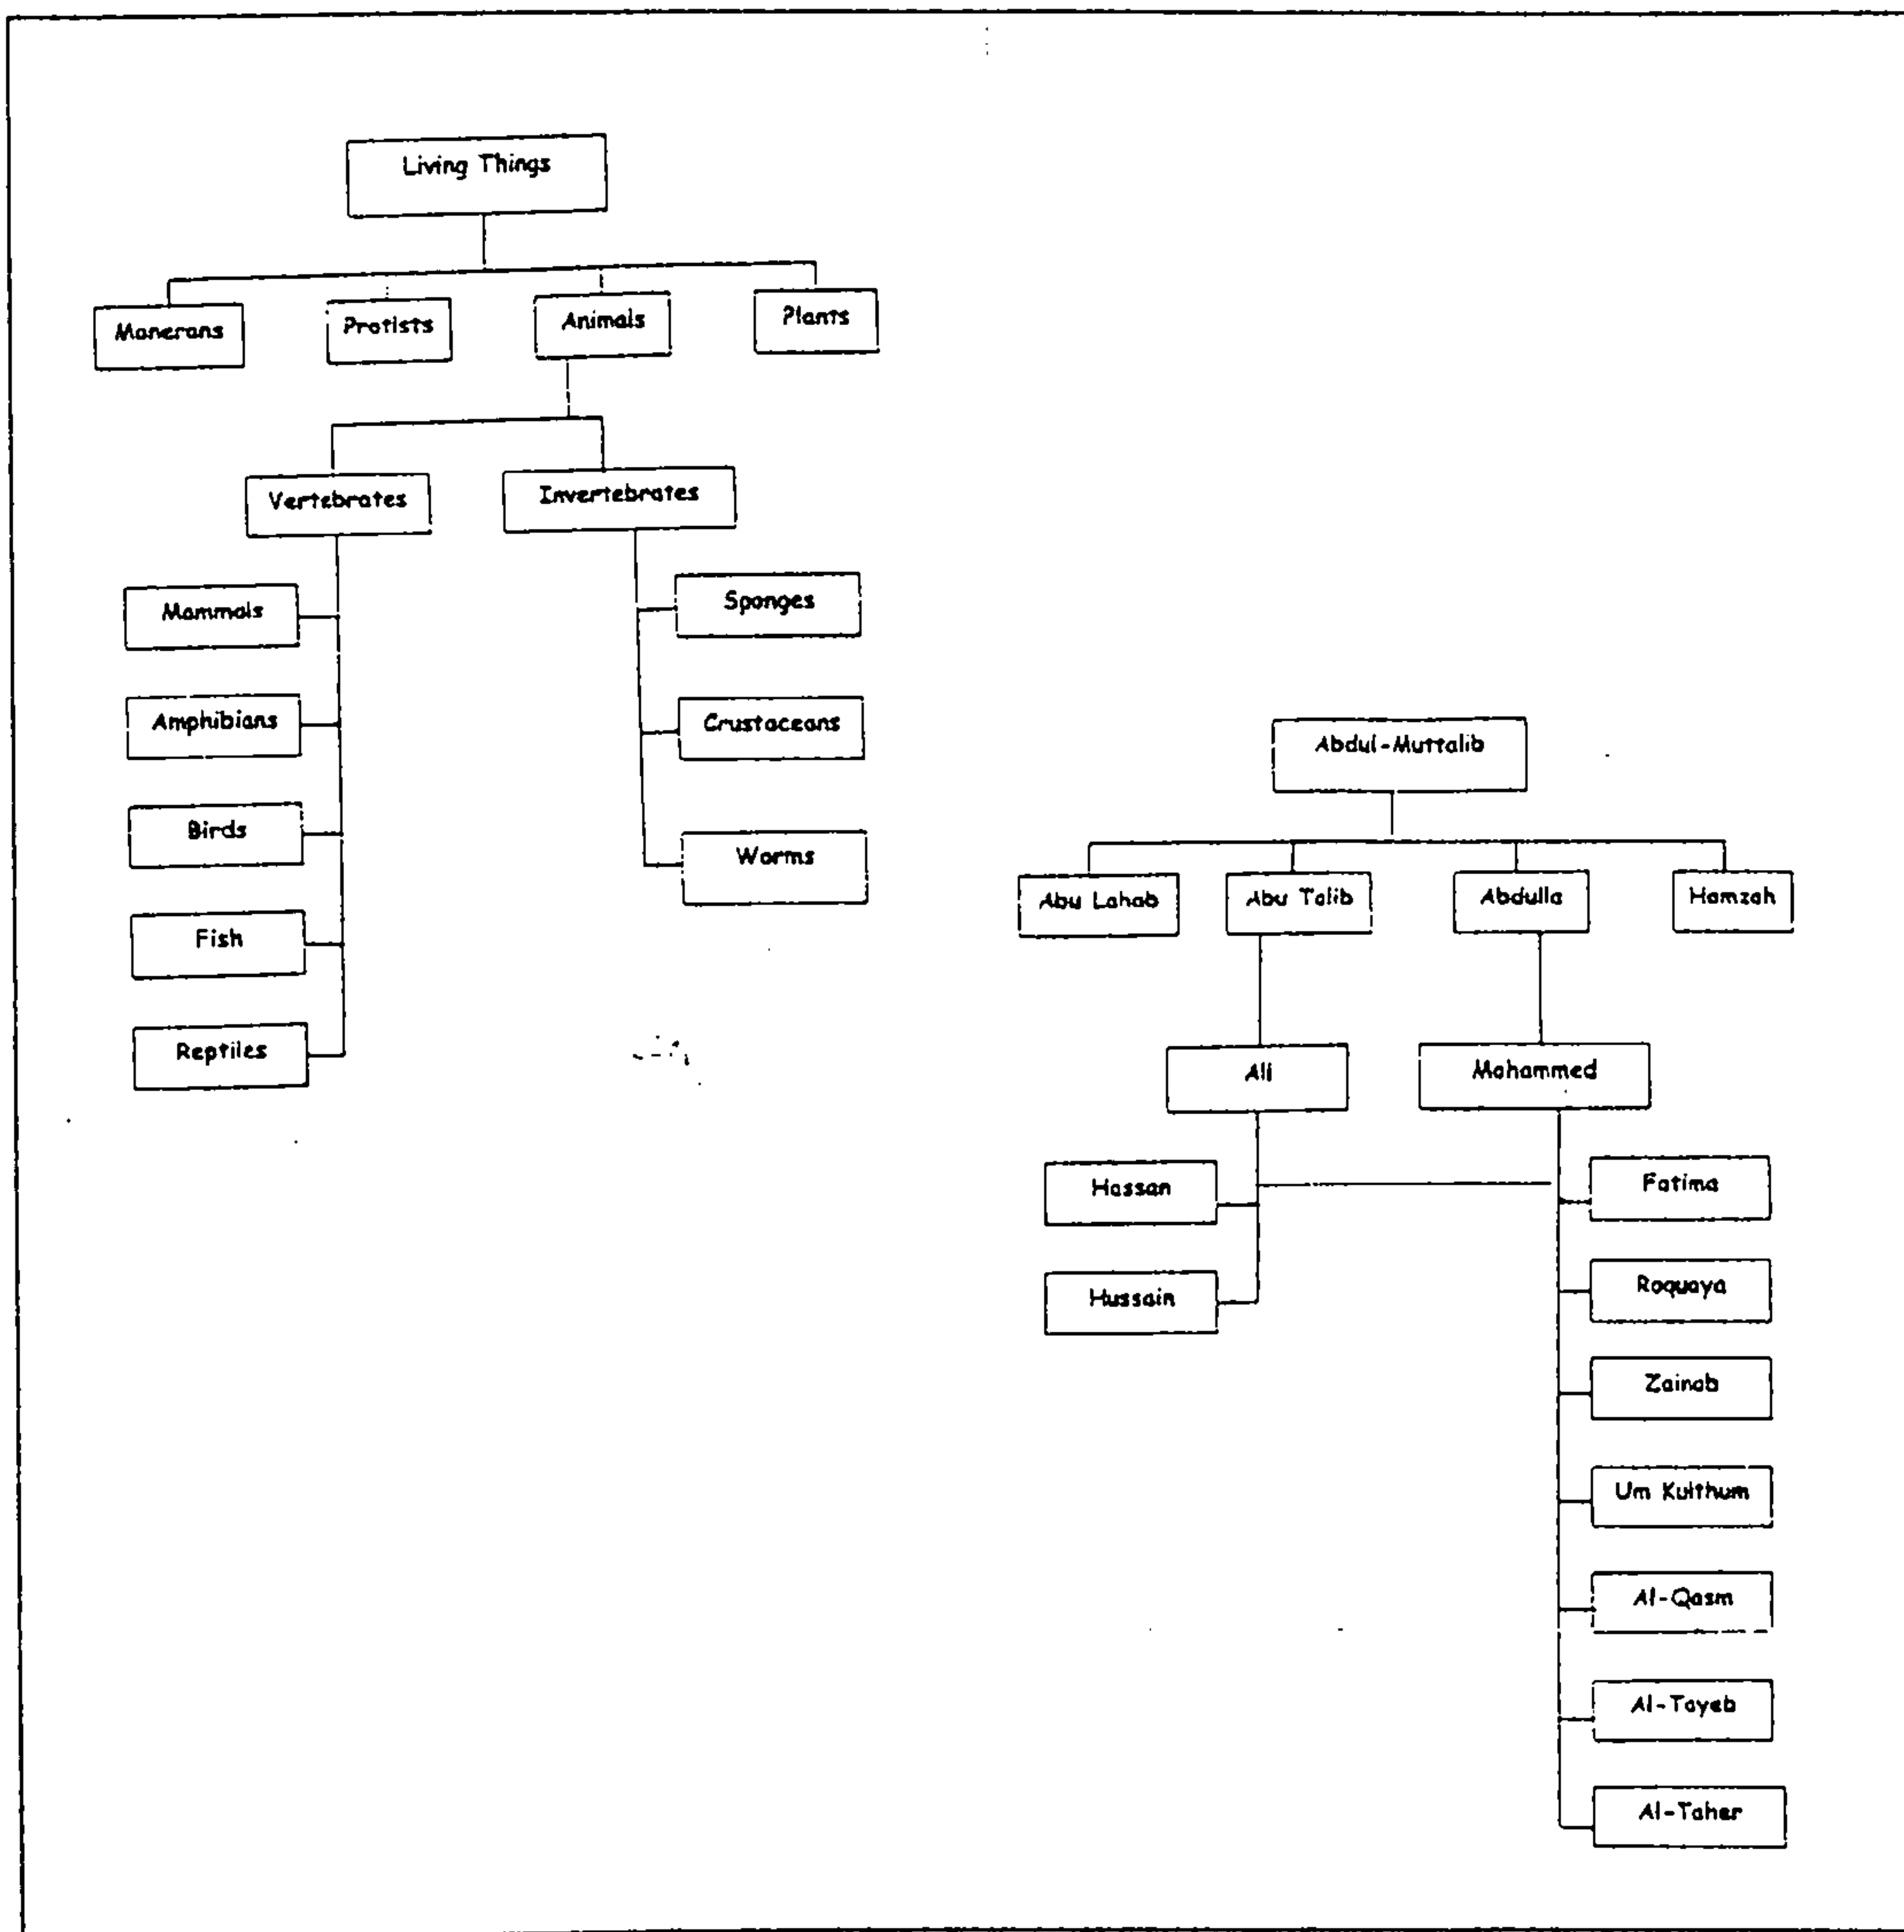 Living Things
Monerans
Protists
Animals
Plants
Vertebrates
Invertebrates
Mammals
Amphibians
Birds
Fish
Reptiles
Sponges
Crustaceans
Worms
Abdul-Muttalib
Abu Lahab
Abu Talib
Abdulla
Hamzah
Ali
Mohammed
Hassan
Hussain
Fatima
Roquaya
Zainab
Um Kulthum
Al-Qasm
Al-Tayeb
Al-Taher